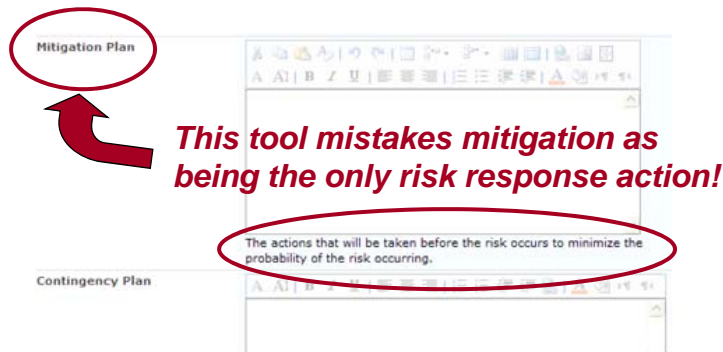 Mitigation Plan
A A B I U A
This tool mistakes mitigation as
being the only risk response action!
The actions that will be taken before the risk occurs to minimize the
probability of the risk occurring.
Contingency Plan